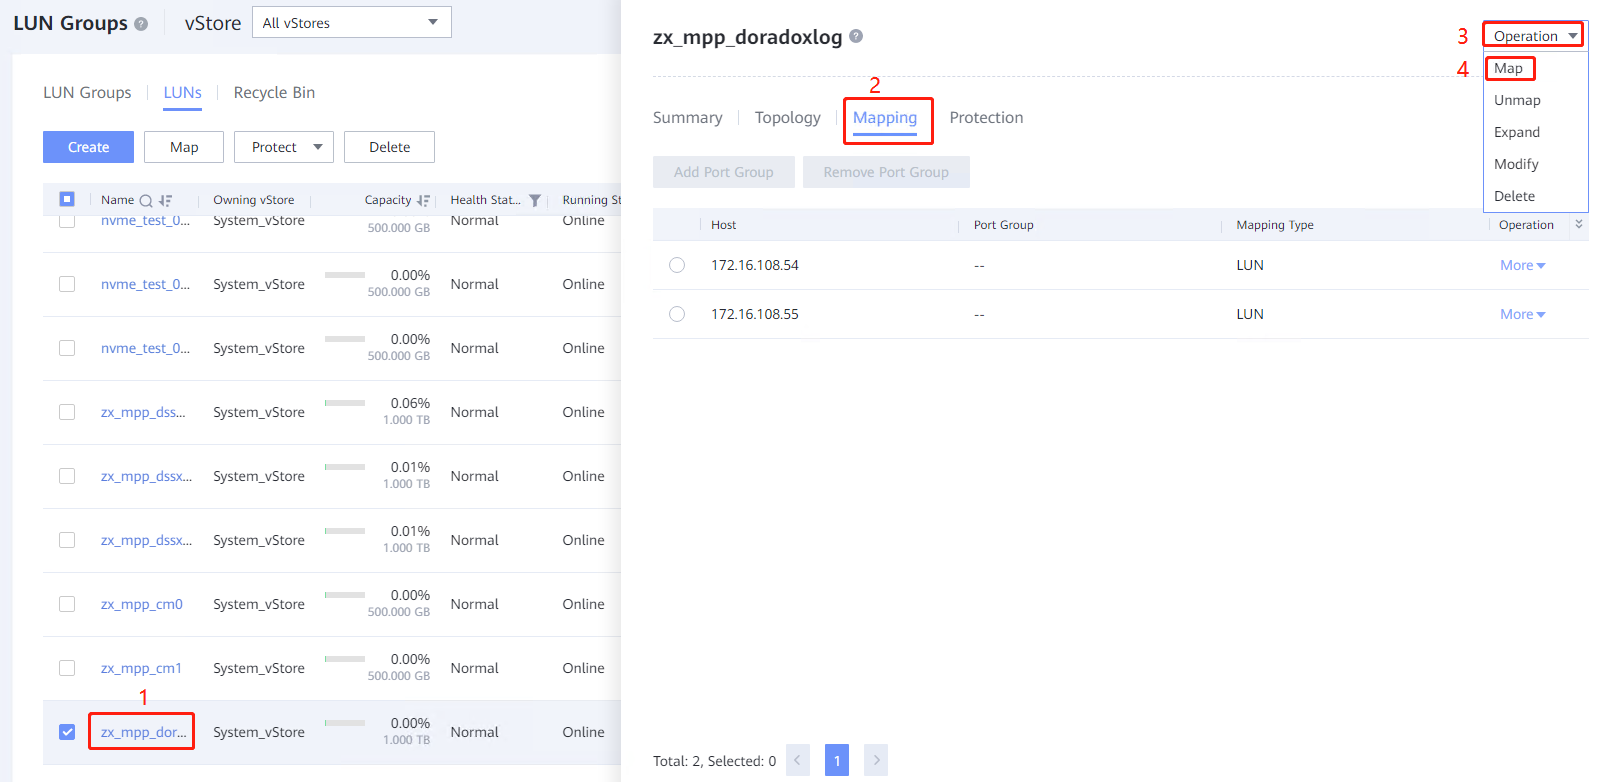 LUN Groups ?
vStore
All vStores
LUN Groups
LUNs
Recycle Bin
Create
Map
Protect
Delete
Name
Owning vStore
Capacity
Health Stat...
Running St
nvme_test_0... System_vStore 500.000 GB Normal Online
nvme_test_0... System_vStore 0.00% Normal Online
500.000 GB
nvme_test_0... System_vStore 0.00% Normal Online
500.000 GB
zx_mpp_dss... System_vStore 0.06% Normal Online
1.000 TB
zx_mpp_dssx... System_vStore 0.01% Normal Online
1.000 TB
zx_mpp_dssx... System_vStore 0.01% Normal Online
1.000 TB
zx_mpp_cm0 System_vStore 0.00% Normal Online
500.000 GB
zx_mpp_cm1 System_vStore 0.00% Normal Online
500.000 GB
1
zx_mpp_dor... System_vStore 0.00% Normal Online
1.000 TB
zx_mpp_doradoxlog ?
3
Operation
4
Map
Unmap
Expand
Modify
Delete
2
Summary
Topology
Mapping
Protection
Add Port Group
Remove Port Group
Host
Port Group
Mapping Type
Operation
172.16.108.54 -- LUN More
172.16.108.55 -- LUN More
Total: 2, Selected: 0 < 1 >